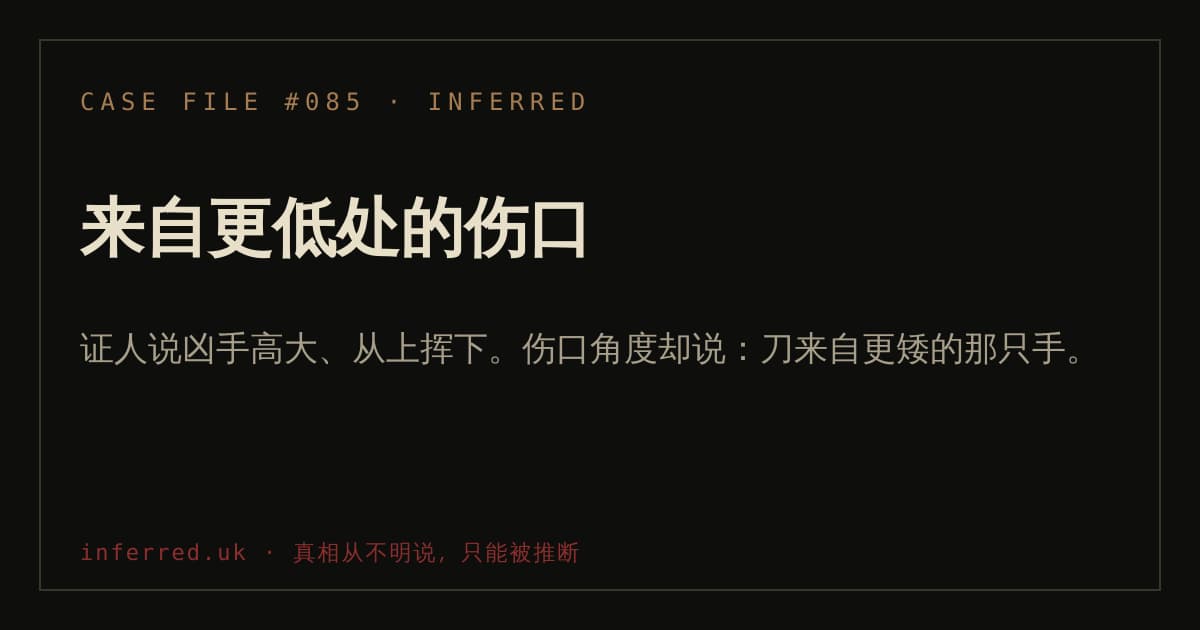 CASE FILE #085 · INFERRED
来自更低处的伤口
证人说凶手高大、从上挥下。伤口角度却说：刀来自更矮的那只手。
inferred.uk · 真相从不明说，只能被推断